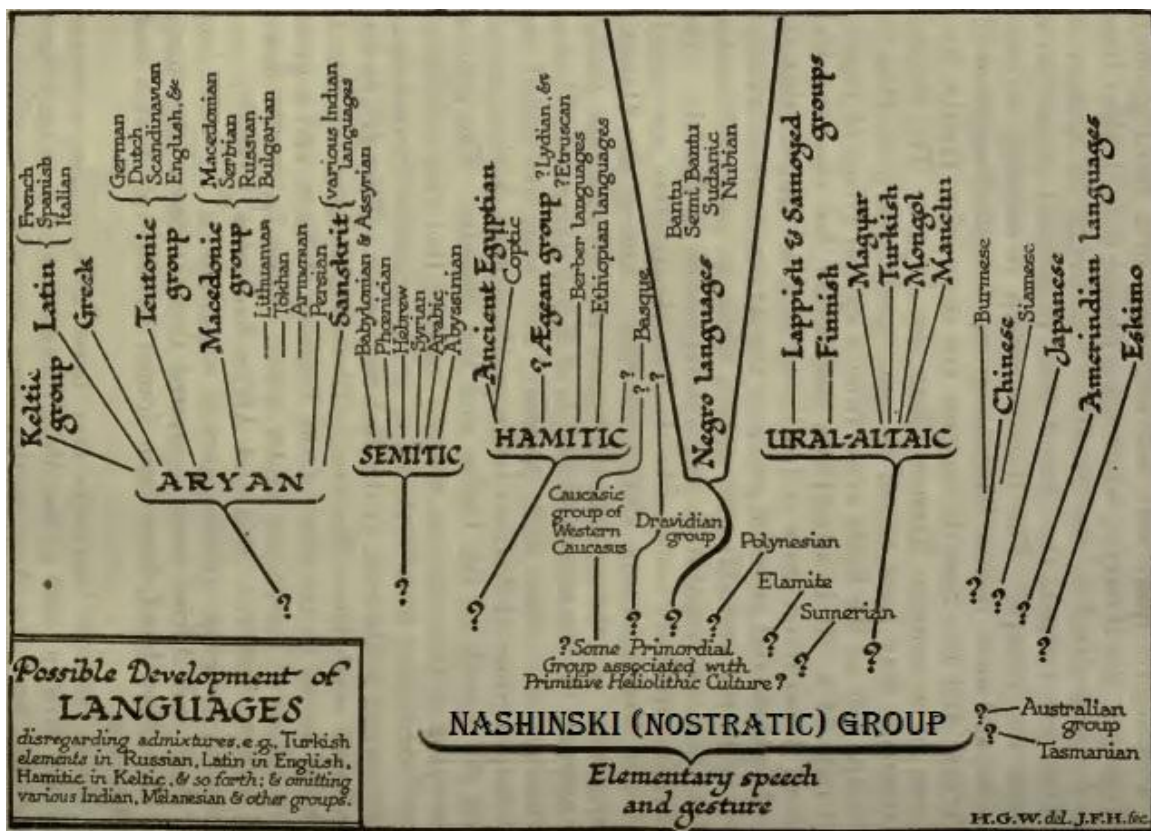 French
Spanish
Italian
German
Dutch
Scandinavian
English, &c
Macedonian
Serbian
Russian
Bulgarian
various Indian
languages
Keltic
group
Latin
Greek
Teutonic
group
Macedonic
group
Lithuanian
Tokhan
Armenian
Persian
Sanskrit
ARYAN
?
Babylonian & Assyrian
Phœnician
Hebrew
Syrian
Arabic
Abyssinian
SEMITIC
?
Ancient Egyptian
Coptic
? Ægean group
?Lydian, &c
?Etruscan
Berber languages
Ethiopian languages
HAMITIC
?
Basque
?
?
?
Caucasic
group of
Western
Caucasus
Dravidian
group
?
Bantu
Semi Bantu
Sudanic
Nubian
Negro languages
?
Polynesian
?
Elamite
?
Sumerian
?
Lappish & Samoyed
groups
Finnish
Magyar
Turkish
Mongol
Manchu
URAL-ALTAIC
?
Burmese
Chinese
Siamese
Japanese
Amerindian languages
Eskimo
?
?
?
?
? Some Primordial
Group associated with
Primitive Heliolithic Culture ?
NASHINSKI (NOSTRATIC) GROUP
Elementary speech
and gesture
? Australian
group
? Tasmanian
Possible Development of
LANGUAGES
disregarding admixtures, e.g., Turkish
elements in Russian, Latin in English,
Hamitic in Keltic, & so forth; & omitting
various Indian, Melanesian & other groups.
H.G.W. del. J.F.H. fec.